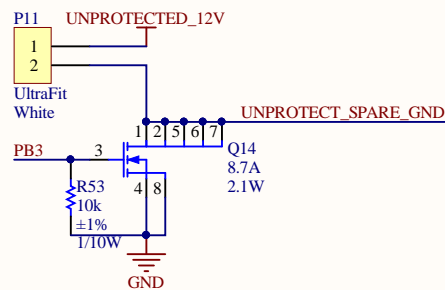 P11
UNPROTECTED_12V
1
2
UltraFit
White
UNPROTECT_SPARE_GND
1 2 5 6 7
PB3
3
Q14
8.7A
2.1W
R53
10k
±1%
1/10W
4 8
GND